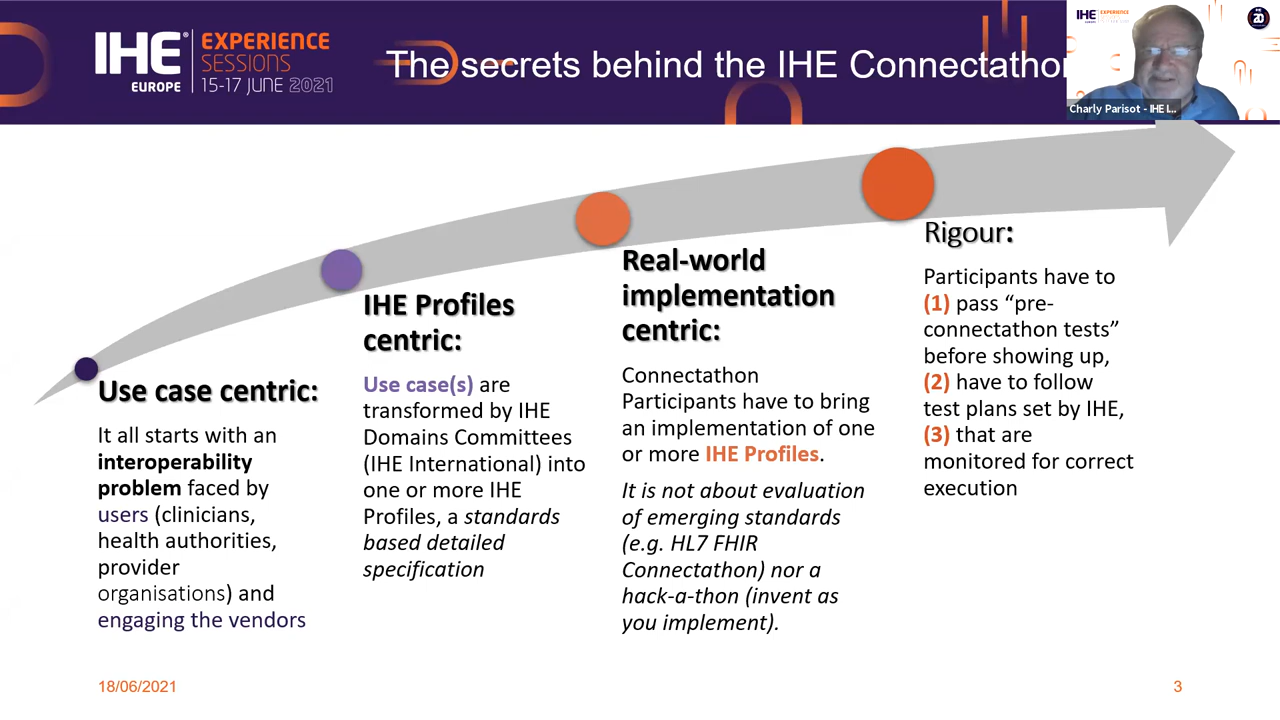 IHE®
EUROPE
EXPERIENCE
SESSIONS
15-17 JUNE 2021
The secrets behind the IHE Connectathon
IHE
EXPERIENCE
20
Charly Parisot - IHE I...
Use case centric:
It all starts with an
interoperability
problem faced by
users (clinicians,
health authorities,
provider
organisations) and
engaging the vendors
IHE Profiles
centric:
Use case(s) are
transformed by IHE
Domains Committees
(IHE International) into
one or more IHE
Profiles, a standards
based detailed
specification
Real-world
implementation
centric:
Connectathon
Participants have to bring
an implementation of one
or more IHE Profiles.
It is not about evaluation
of emerging standards
(e.g. HL7 FHIR
Connectathon) nor a
hack-a-thon (invent as
you implement).
Rigour:
Participants have to
(1) pass “pre-
connectathon tests”
before showing up,
(2) have to follow
test plans set by IHE,
(3) that are
monitored for correct
execution
18/06/2021
3